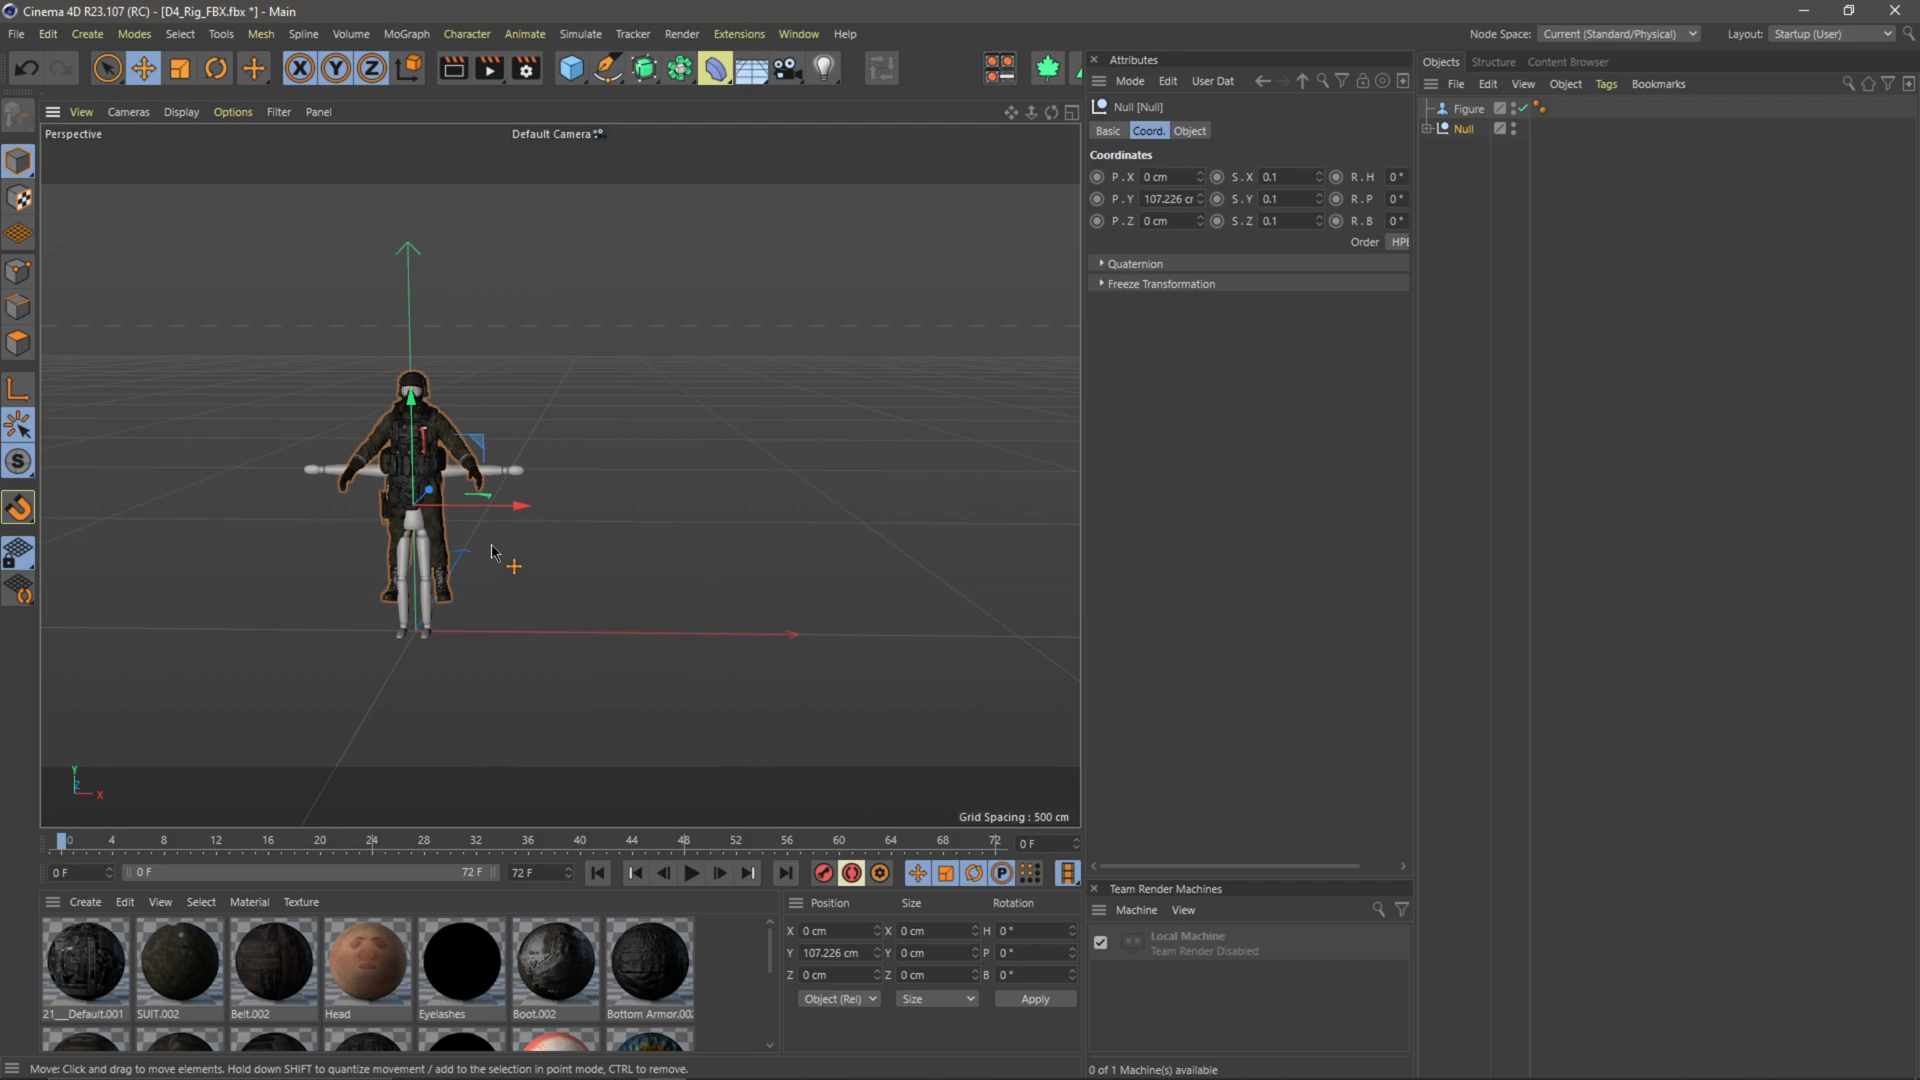 Cinema 4D R23.107 (RC) - [D4_Rig_FBX.fbx *] - Main
File Edit Create Modes Select Tools Mesh Spline Volume MoGraph Character Animate Simulate Tracker Render Extensions Window Help
Node Space: Current (Standard/Physical) Layout: Startup (User)
View Cameras Display Options Filter Panel
Perspective
Default Camera
Grid Spacing : 500 cm
Y
Z
X
Attributes
Mode Edit User Dat
Null [Null]
Basic Coord. Object
Coordinates
P . X 0 cm S . X 0.1 R . H 0°
P . Y 107.226 cr S . Y 0.1 R . P 0°
P . Z 0 cm S . Z 0.1 R . B 0°
Order HPE
Quaternion
Freeze Transformation
Objects Structure Content Browser
File Edit View Object Tags Bookmarks
Figure
Null
0 4 8 12 16 20 24 28 32 36 40 44 48 52 56 60 64 68 72 0 F
0 F 0 F 72 F 72 F
Create Edit View Select Material Texture
21___Default.001 SUIT.002 Belt.002 Head Eyelashes Boot.002 Bottom Armor.002
Position Size Rotation
X 0 cm X 0 cm H 0°
Y 107.226 cm Y 0 cm P 0°
Z 0 cm Z 0 cm B 0°
Object (Rel) Size Apply
Team Render Machines
Machine View
Local Machine
Team Render Disabled
0 of 1 Machine(s) available
Move: Click and drag to move elements. Hold down SHIFT to quantize movement / add to the selection in point mode, CTRL to remove.